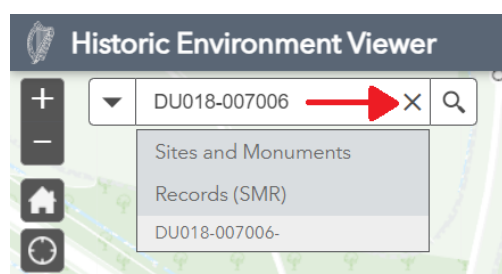 Historic Environment Viewer
DU018-007006
Sites and Monuments
Records (SMR)
DU018-007006-